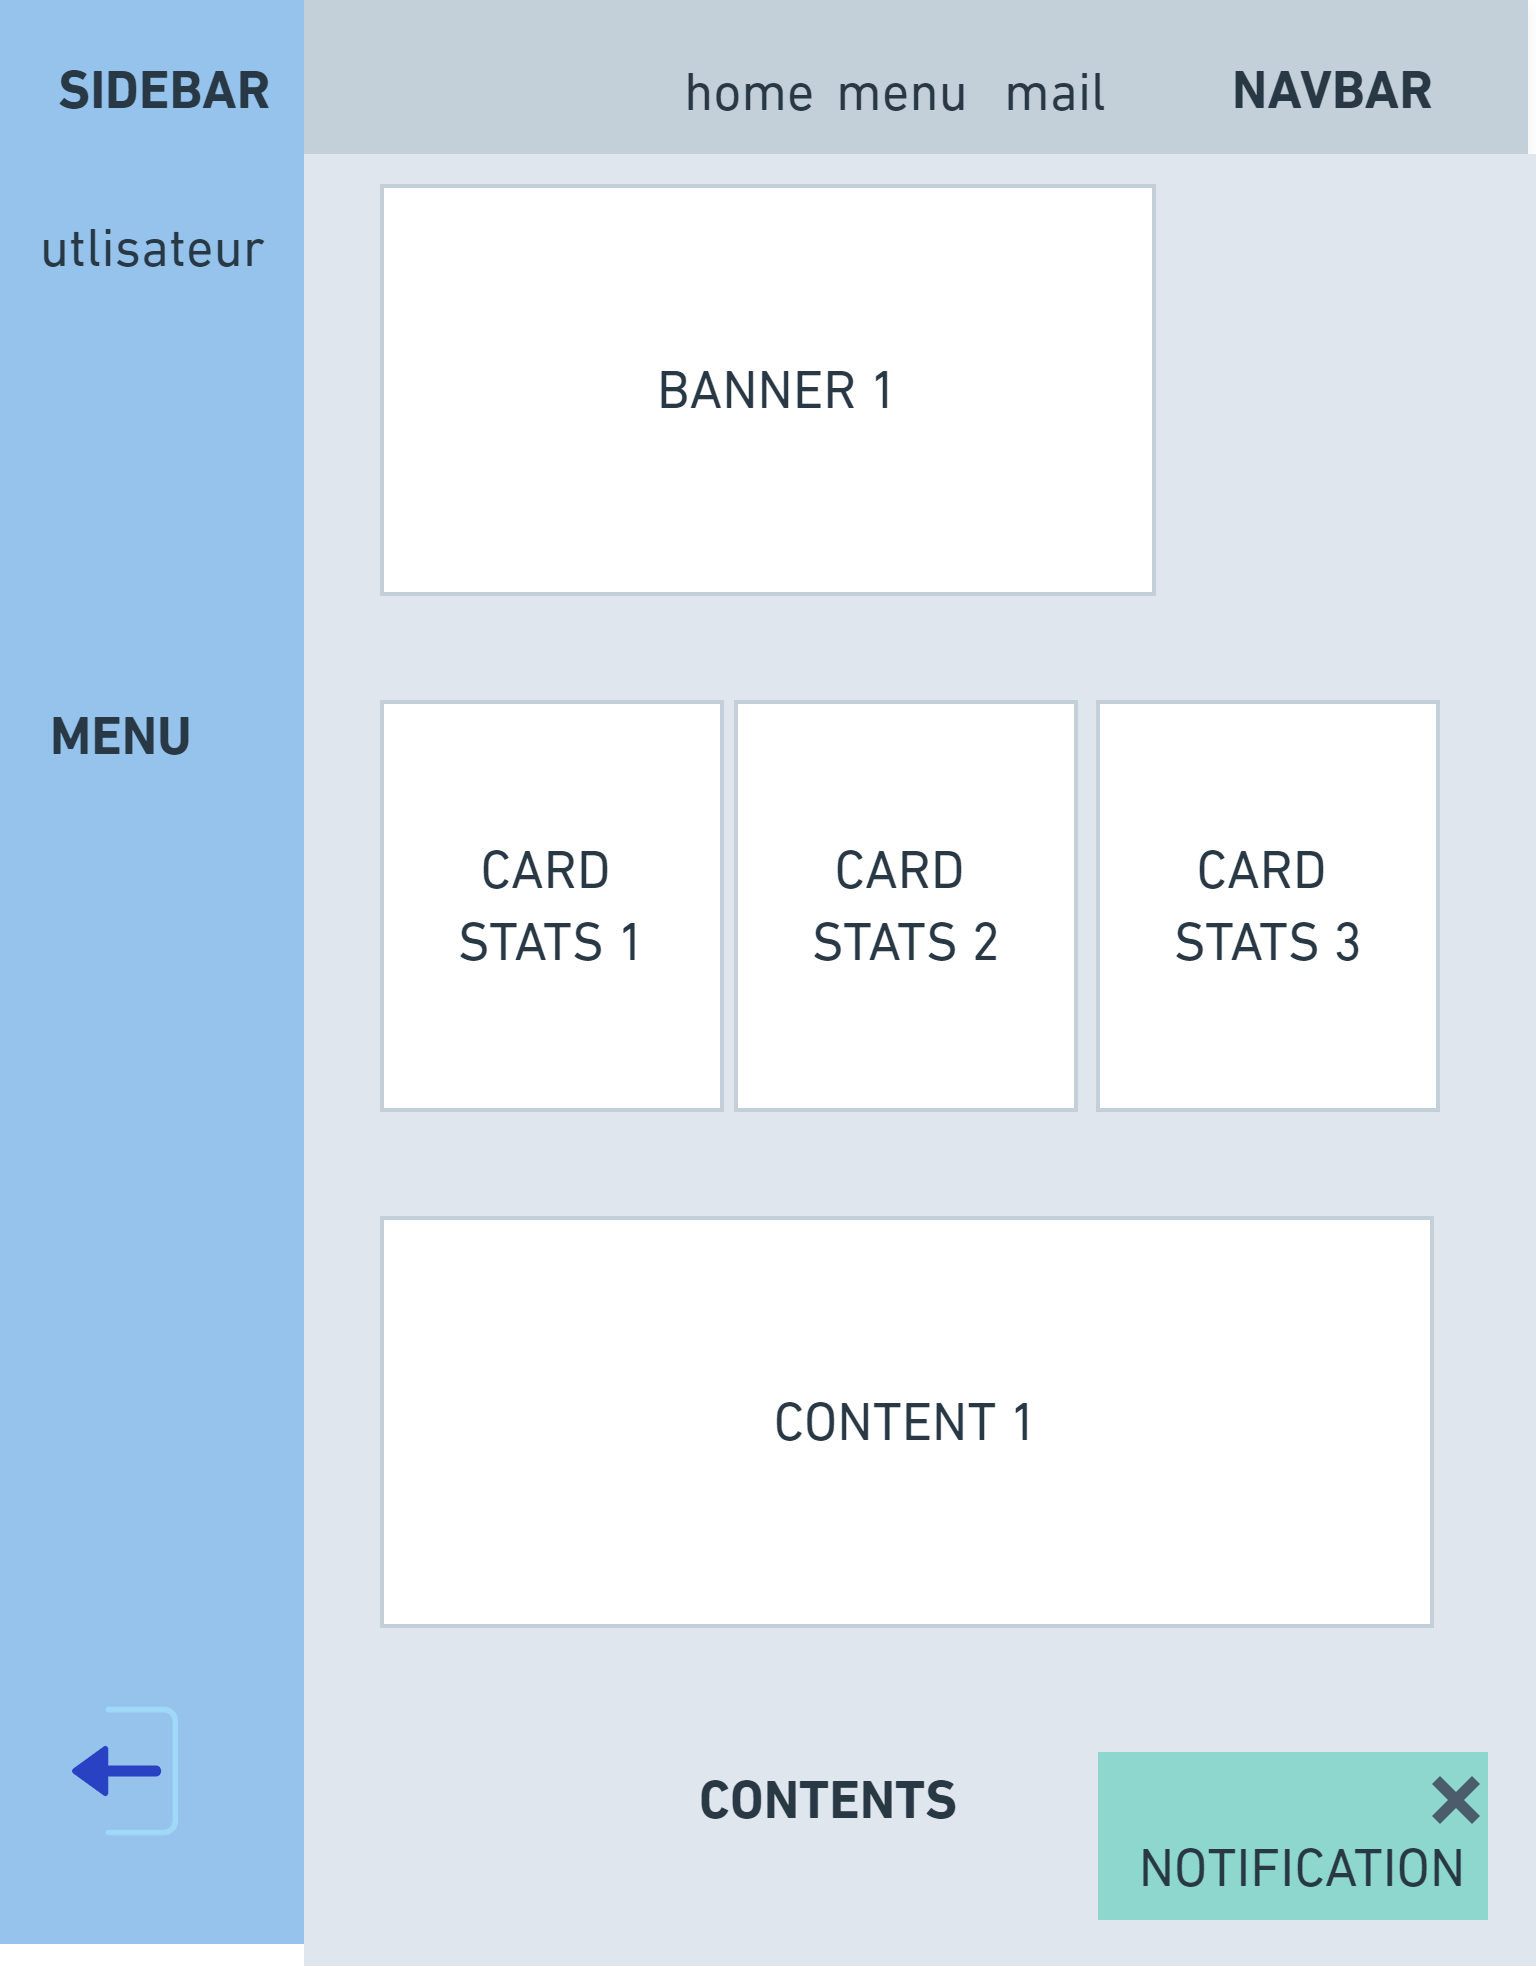 SIDEBAR
home menu mail
NAVBAR
utlisateur
BANNER 1
MENU
CARD
STATS 1
CARD
STATS 2
CARD
STATS 3
CONTENT 1
CONTENTS
NOTIFICATION